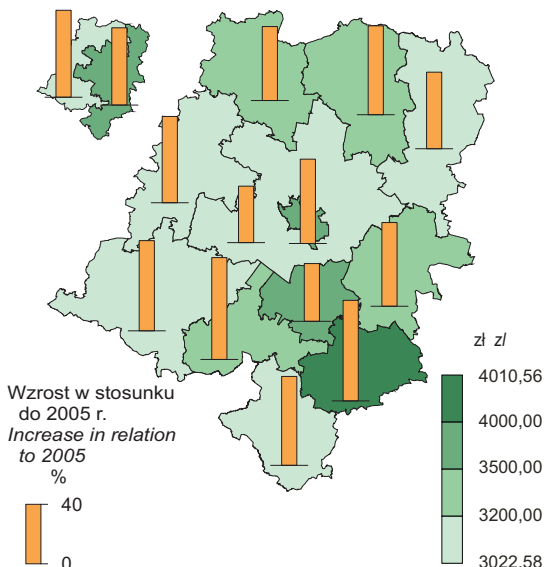 zł zl
4010,56
4000,00
3500,00
3200,00
3022,58
Wzrost w stosunku
do 2005 r.
Increase in relation
to 2005
%
40
0